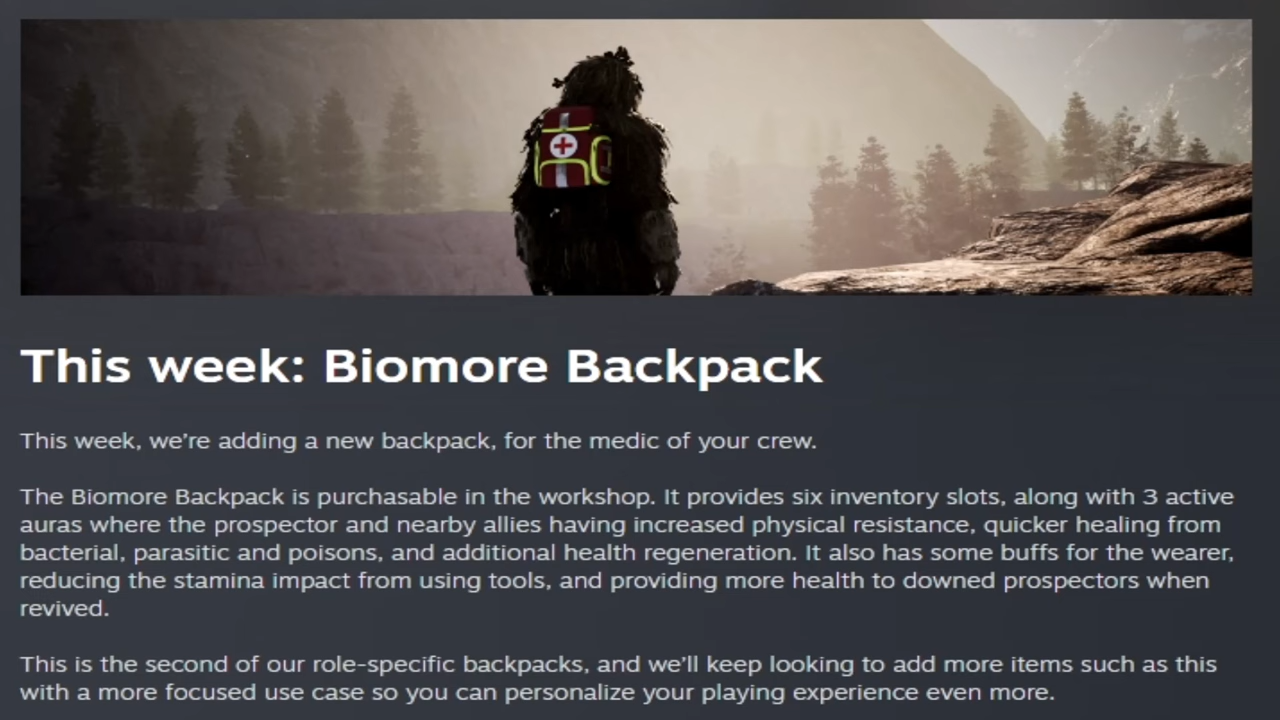 This week: Biomore Backpack
This week, we're adding a new backpack, for the medic of your crew.
The Biomore Backpack is purchasable in the workshop. It provides six inventory slots, along with 3 active
auras where the prospector and nearby allies having increased physical resistance, quicker healing from
bacterial, parasitic and poisons, and additional health regeneration. It also has some buffs for the wearer,
reducing the stamina impact from using tools, and providing more health to downed prospectors when
revived.
This is the second of our role-specific backpacks, and we'll keep looking to add more items such as this
with a more focused use case so you can personalize your playing experience even more.